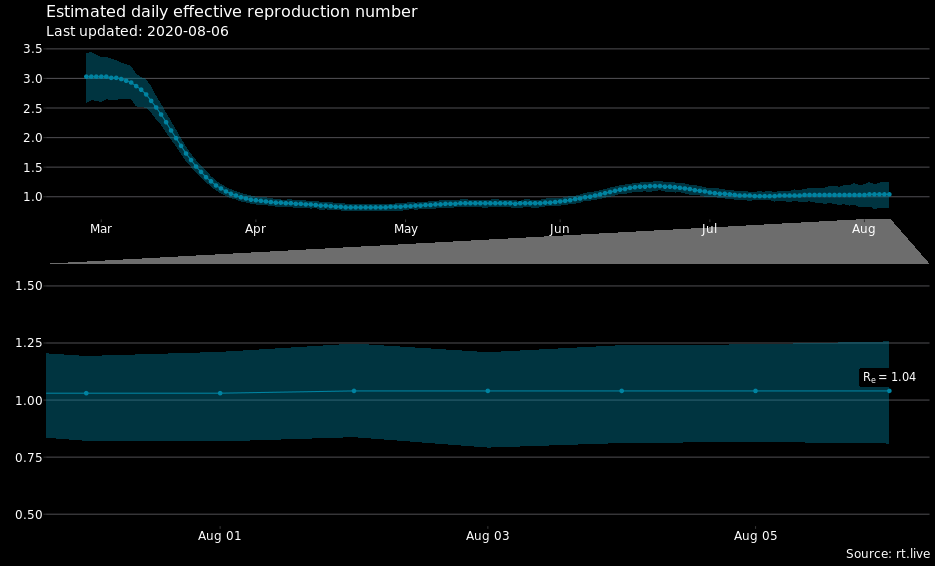 Estimated daily effective reproduction number
Last updated: 2020-08-06
3.5
3.0
2.5
2.0
1.5
1.0
Mar Apr May Jun Jul Aug
1.50
1.25
1.00
0.75
0.50
Re = 1.04
Aug 01 Aug 03 Aug 05
Source: rt.live